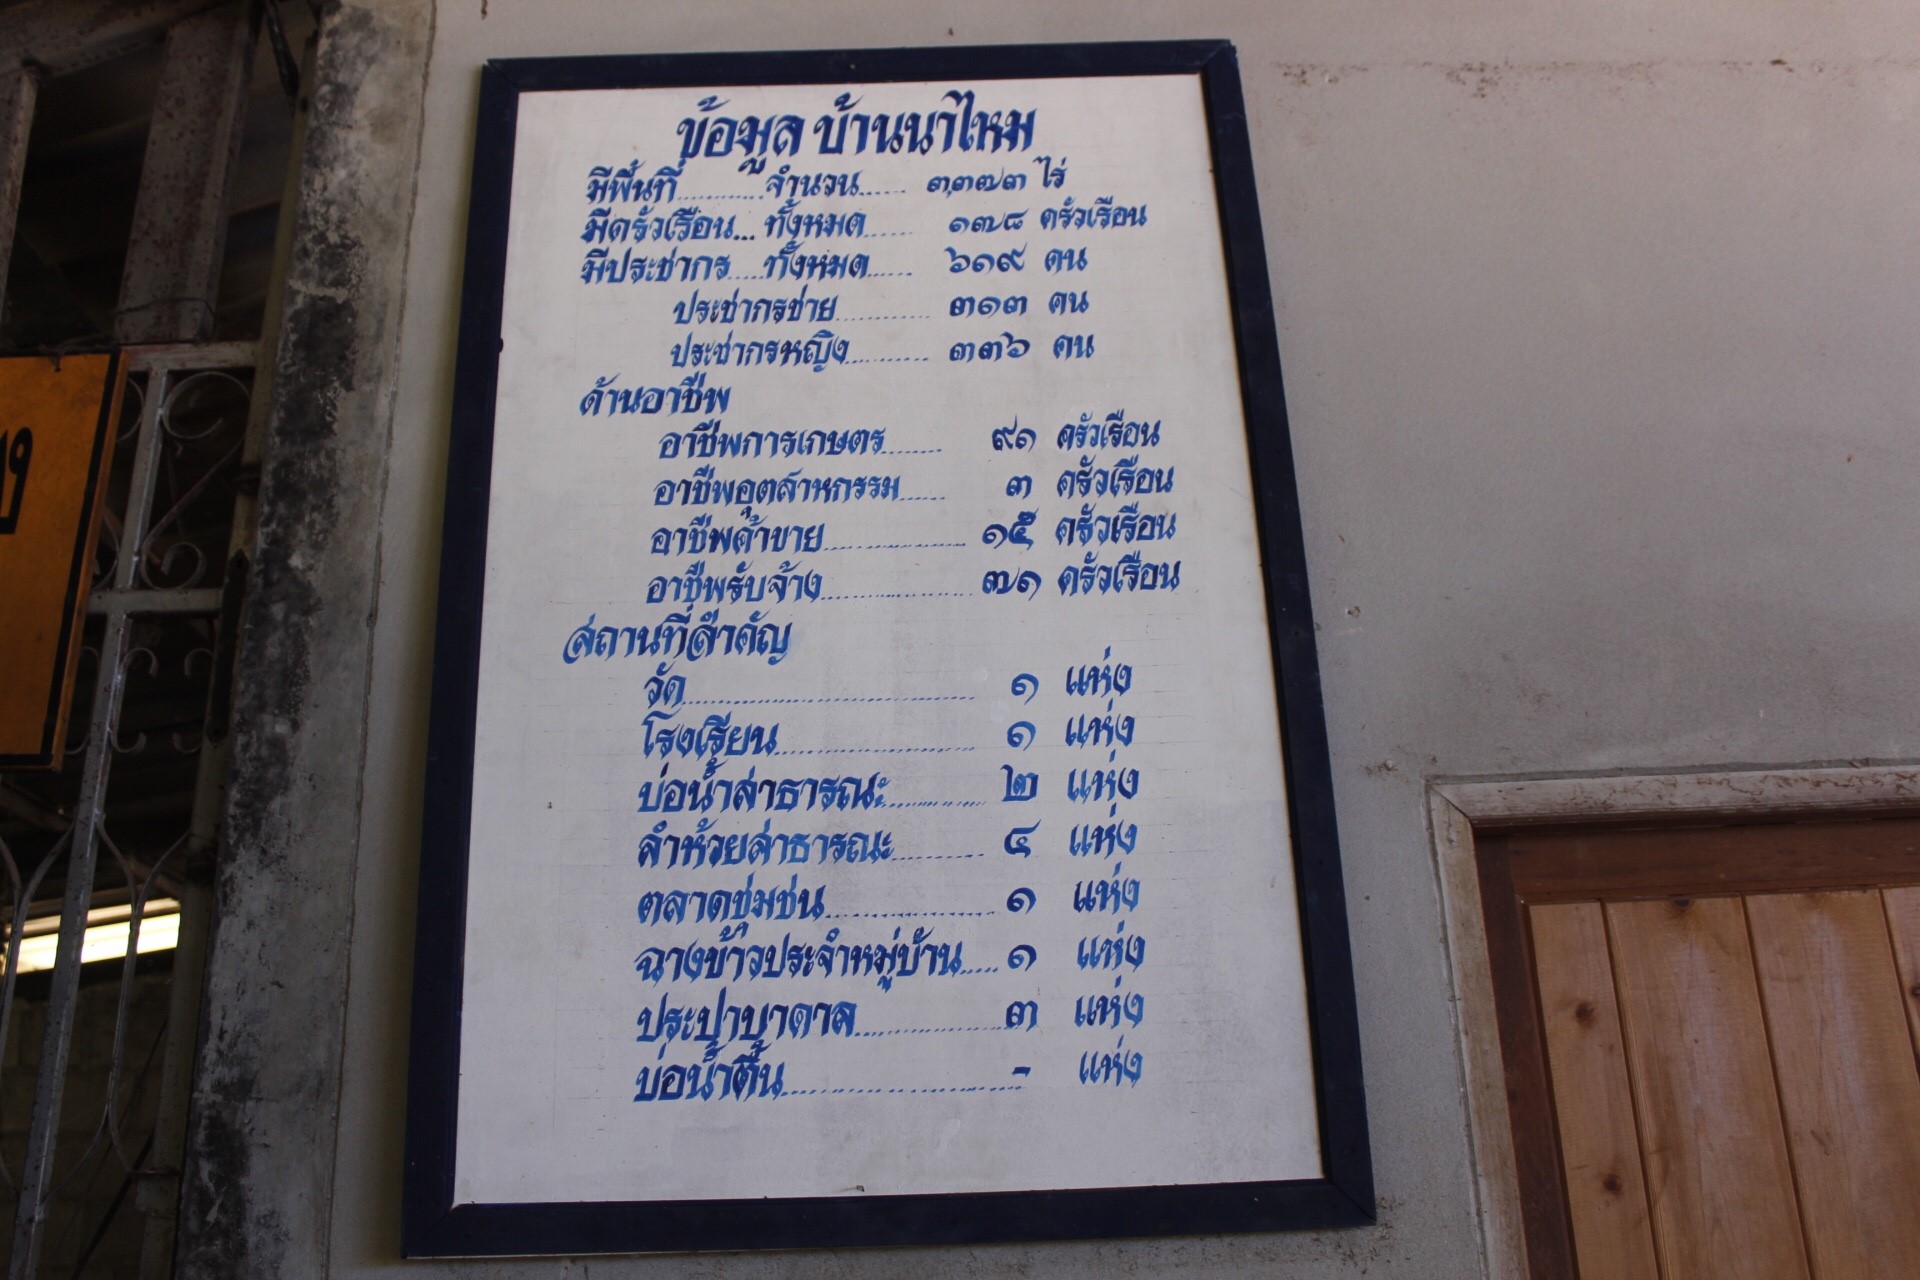 ข้อมูล บ้านนาไหม
มีพื้นที่............จำนวน...... ๓,๓๗๓ ไร่
มีครัวเรือน... ทั้งหมด...... ๑๗๘ ครัวเรือน
มีประชากร.....ทั้งหมด...... ๖๑๙ คน
ประชากรชาย............ ๓๑๓ คน
ประชากรหญิง........... ๓๓๖ คน
ด้านอาชีพ
อาชีพการเกษตร........ ๙๑ ครัวเรือน
อาชีพอุตสาหกรรม...... ๓ ครัวเรือน
อาชีพค้าขาย.................. ๑๕ ครัวเรือน
อาชีพรับจ้าง................... ๗๑ ครัวเรือน
สถานที่สำคัญ
วัด..................................... ๑ แห่ง
โรงเรียน......................... ๑ แห่ง
บ่อน้ำสาธารณะ............. ๒ แห่ง
ลำห้วยสาธารณะ............ ๔ แห่ง
ตลาดชุมชน..................... ๑ แห่ง
ฉางข้าวประจำหมู่บ้าน..... ๑ แห่ง
ประปาบาดาล...................๓ แห่ง
บ่อน้ำตื้น.............................- แห่ง